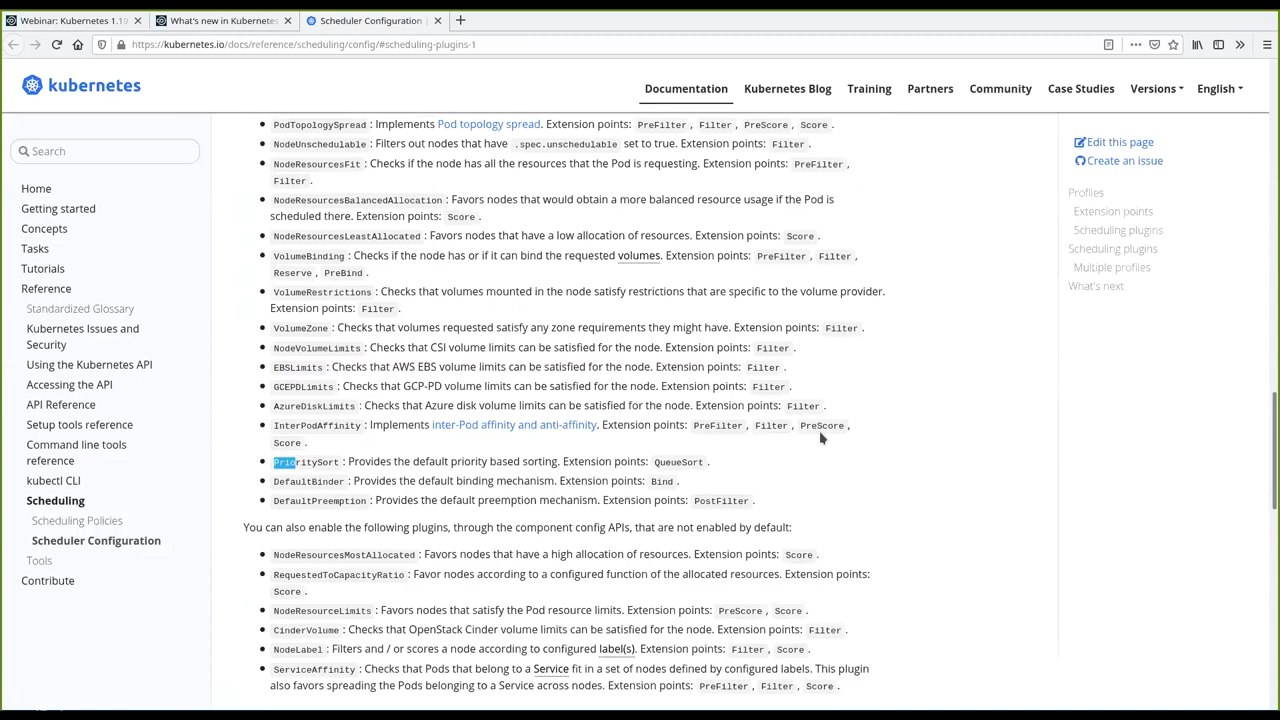 Webinar: Kubernetes 1.19
What's new in Kubernetes
Scheduler Configuration |
https://kubernetes.io/docs/reference/scheduling/config/#scheduling-plugins-1
kubernetes
Documentation Kubernetes Blog Training Partners Community Case Studies Versions English
Search
Home
Getting started
Concepts
Tasks
Tutorials
Reference
Standardized Glossary
Kubernetes Issues and
Security
Using the Kubernetes API
Accessing the API
API Reference
Setup tools reference
Command line tools
reference
kubectl CLI
Scheduling
Scheduling Policies
Scheduler Configuration
Tools
Contribute
PodTopologySpread : Implements Pod topology spread. Extension points: PreFilter , Filter , PreScore , Score .
NodeUnschedulable : Filters out nodes that have .spec.unschedulable set to true. Extension points: Filter .
NodeResourcesFit : Checks if the node has all the resources that the Pod is requesting. Extension points: PreFilter ,
Filter .
NodeResourcesBalancedAllocation : Favors nodes that would obtain a more balanced resource usage if the Pod is
scheduled there. Extension points: Score .
NodeResourcesLeastAllocated : Favors nodes that have a low allocation of resources. Extension points: Score .
VolumeBinding : Checks if the node has or if it can bind the requested volumes. Extension points: PreFilter , Filter ,
Reserve , PreBind .
VolumeRestrictions : Checks that volumes mounted in the node satisfy restrictions that are specific to the volume provider.
Extension points: Filter .
VolumeZone : Checks that volumes requested satisfy any zone requirements they might have. Extension points: Filter .
NodeVolumeLimits : Checks that CSI volume limits can be satisfied for the node. Extension points: Filter .
EBSLimits : Checks that AWS EBS volume limits can be satisfied for the node. Extension points: Filter .
GCEPDLimits : Checks that GCP-PD volume limits can be satisfied for the node. Extension points: Filter .
AzureDiskLimits : Checks that Azure disk volume limits can be satisfied for the node. Extension points: Filter .
InterPodAffinity : Implements inter-Pod affinity and anti-affinity. Extension points: PreFilter , Filter , PreScore ,
Score .
PrioritySort : Provides the default priority based sorting. Extension points: QueueSort .
DefaultBinder : Provides the default binding mechanism. Extension points: Bind .
DefaultPreemption : Provides the default preemption mechanism. Extension points: PostFilter .
You can also enable the following plugins, through the component config APIs, that are not enabled by default:
NodeResourcesMostAllocated : Favors nodes that have a high allocation of resources. Extension points: Score .
RequestedToCapacityRatio : Favor nodes according to a configured function of the allocated resources. Extension points:
Score .
NodeResourceLimits : Favors nodes that satisfy the Pod resource limits. Extension points: PreScore , Score .
CinderVolume : Checks that OpenStack Cinder volume limits can be satisfied for the node. Extension points: Filter .
NodeLabel : Filters and / or scores a node according to configured label(s). Extension points: Filter , Score .
ServiceAffinity : Checks that Pods that belong to a Service fit in a set of nodes defined by configured labels. This plugin
also favors spreading the Pods belonging to a Service across nodes. Extension points: PreFilter , Filter , Score .
Edit this page
Create an issue
Profiles
Extension points
Scheduling plugins
Scheduling plugins
Multiple profiles
What's next